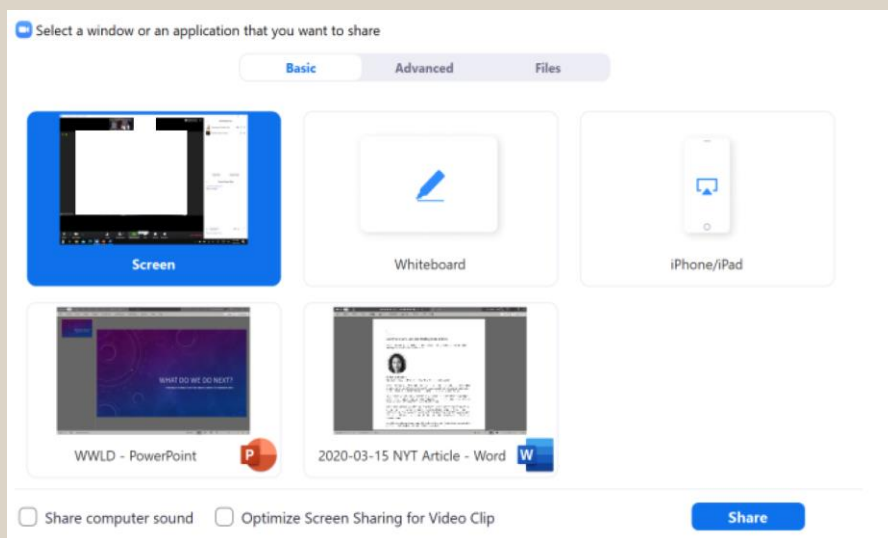 Select a window or an application that you want to share
Basic Advanced Files
Screen Whiteboard iPhone/iPad
WHAT DO WE DO NEXT?
WWLD - PowerPoint P 2020-03-15 NYT Article - Word W
Share computer sound Optimize Screen Sharing for Video Clip Share